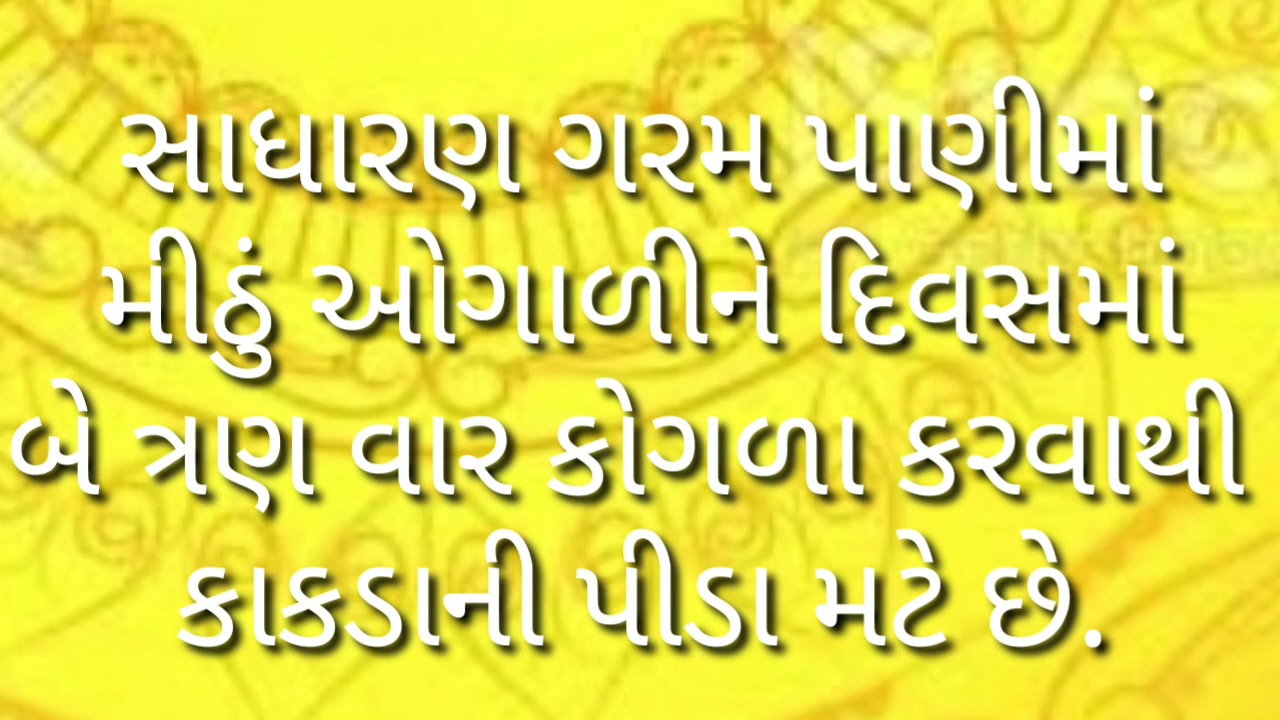 સાધારણ ગરમ પાણીમાં
મીઠું ઓગાળીને દિવસમાં
બે ત્રણ વાર કોગળા કરવાથી
કાકડાની પીડા મટે છે.